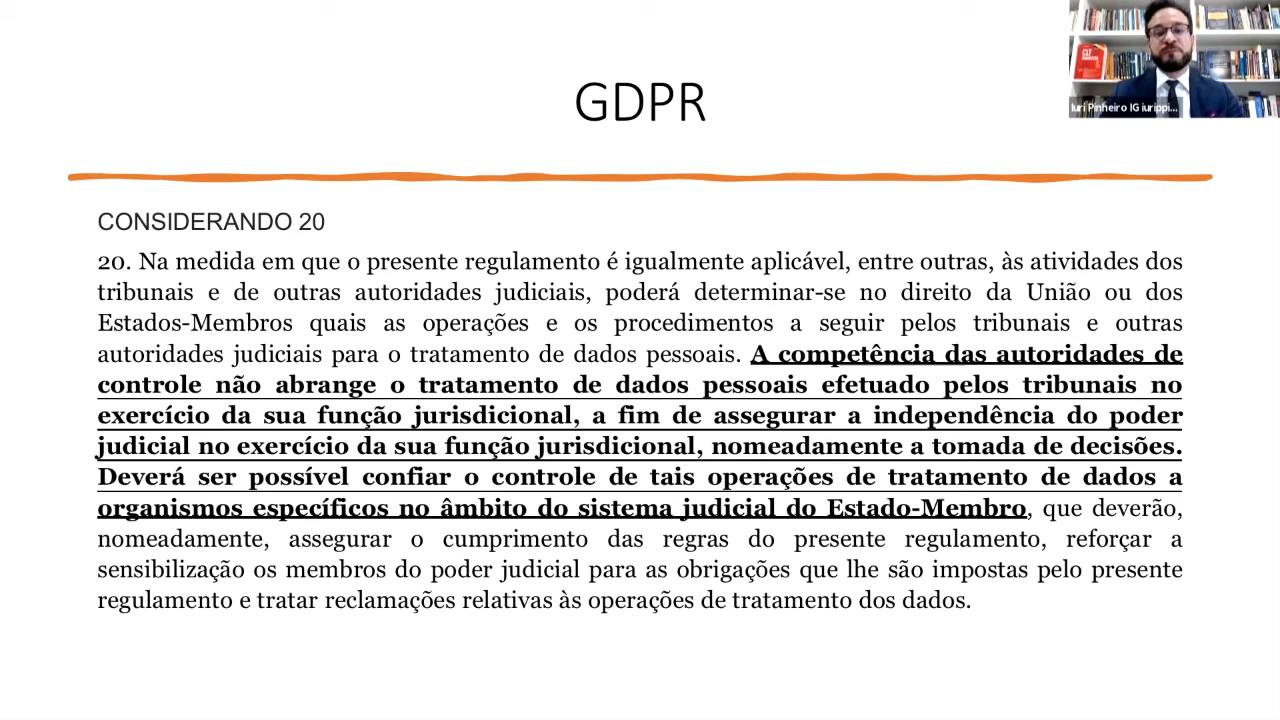 GDPR
Iuri Pinheiro IG iurippi...
CLT
CONSIDERANDO 20
20. Na medida em que o presente regulamento é igualmente aplicável, entre outras, às atividades dos
tribunais e de outras autoridades judiciais, poderá determinar-se no direito da União ou dos
Estados-Membros quais as operações e os procedimentos a seguir pelos tribunais e outras
autoridades judiciais para o tratamento de dados pessoais. A competência das autoridades de
controle não abrange o tratamento de dados pessoais efetuado pelos tribunais no
exercício da sua função jurisdicional, a fim de assegurar a independência do poder
judicial no exercício da sua função jurisdicional, nomeadamente a tomada de decisões.
Deverá ser possível confiar o controle de tais operações de tratamento de dados a
organismos específicos no âmbito do sistema judicial do Estado-Membro, que deverão,
nomeadamente, assegurar o cumprimento das regras do presente regulamento, reforçar a
sensibilização os membros do poder judicial para as obrigações que lhe são impostas pelo presente
regulamento e tratar reclamações relativas às operações de tratamento dos dados.